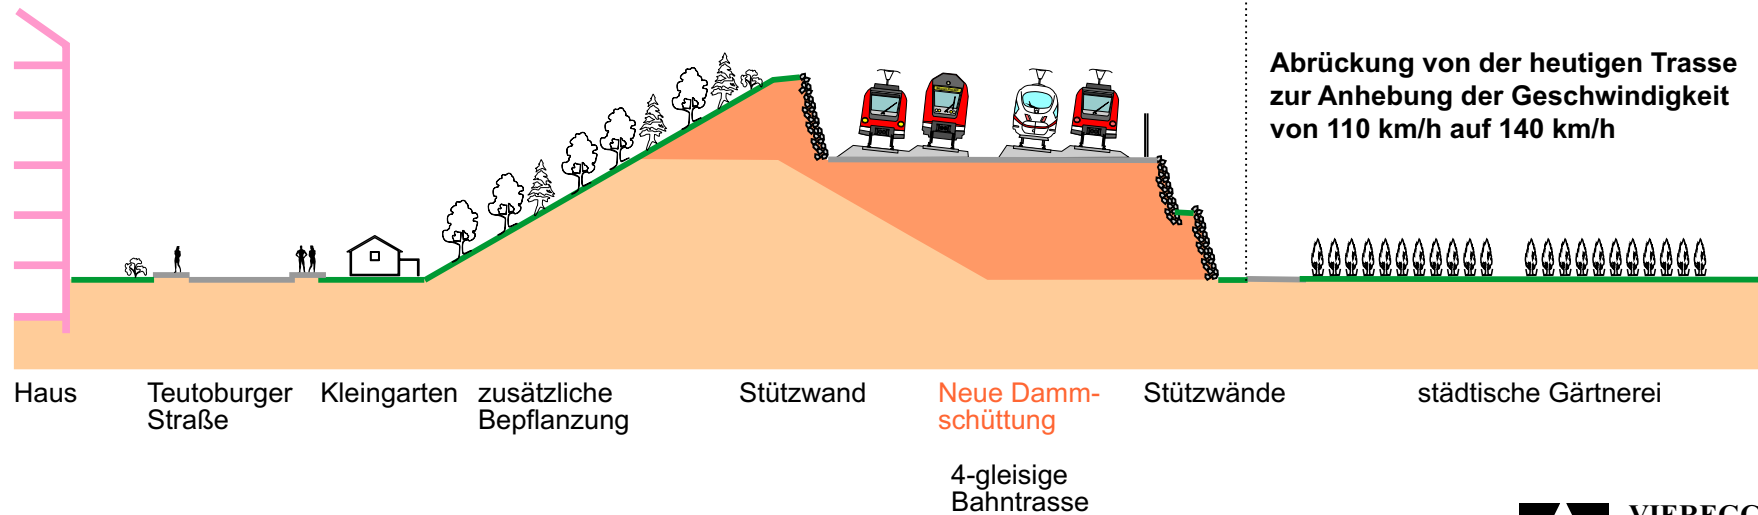 Abrückung von der heutigen Trasse
zur Anhebung der Geschwindigkeit
von 110 km/h auf 140 km/h
Haus
Teutoburger
Straße
Kleingarten
zusätzliche
Bepflanzung
Stützwand
Neue Damm-
schüttung
4-gleisige
Bahntrasse
Stützwände
städtische Gärtnerei